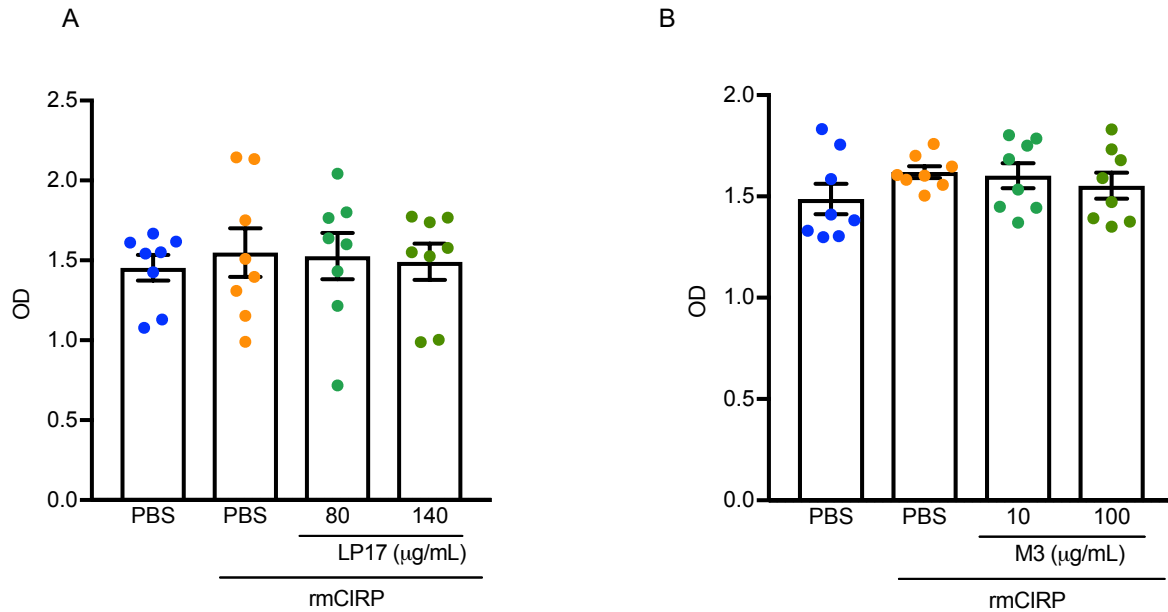 A
2.5
2.0
1.5
1.0
0.5
0.0
OD
PBS PBS 80 140
LP17 (μg/mL)
rmCIRP
B
2.0
1.5
1.0
0.5
0.0
OD
PBS PBS 10 100
M3 (μg/mL)
rmCIRP